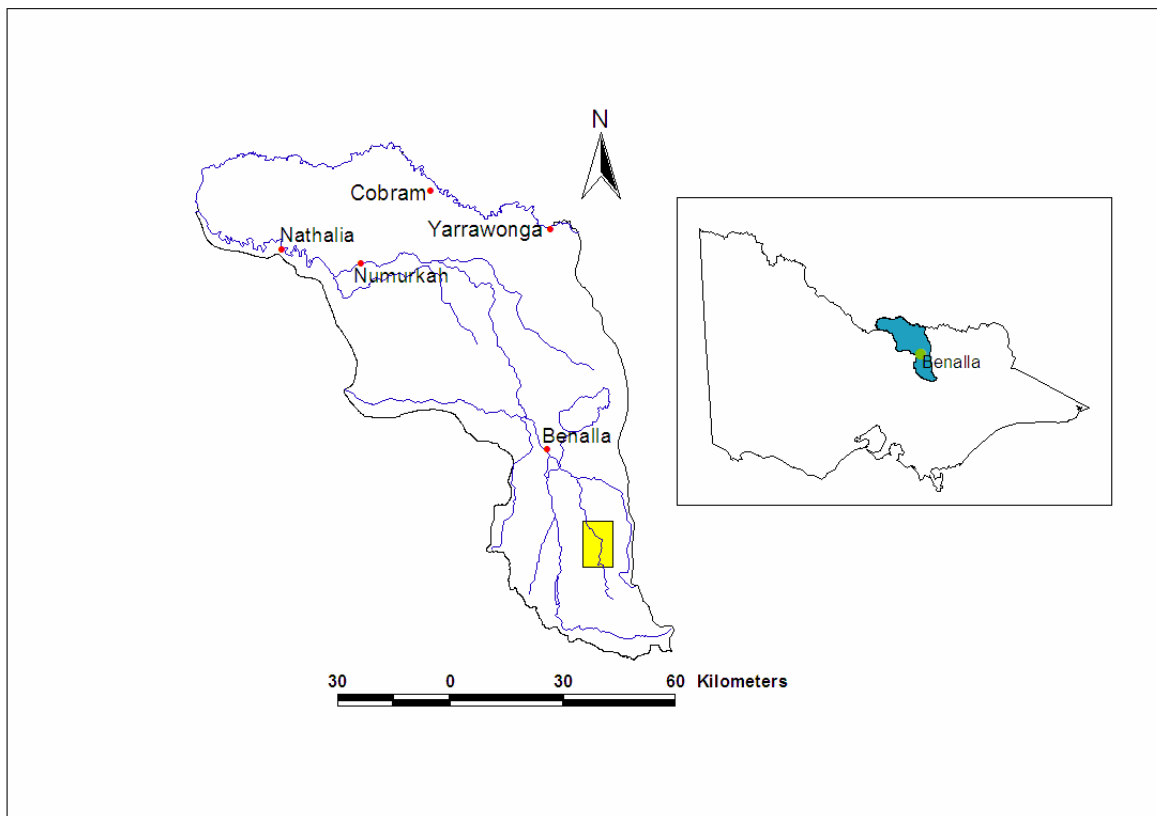 N
Cobram
Yarrawonga
Nathalia
Numurkah
Benalla
Benalla
30 0 30 60 Kilometers